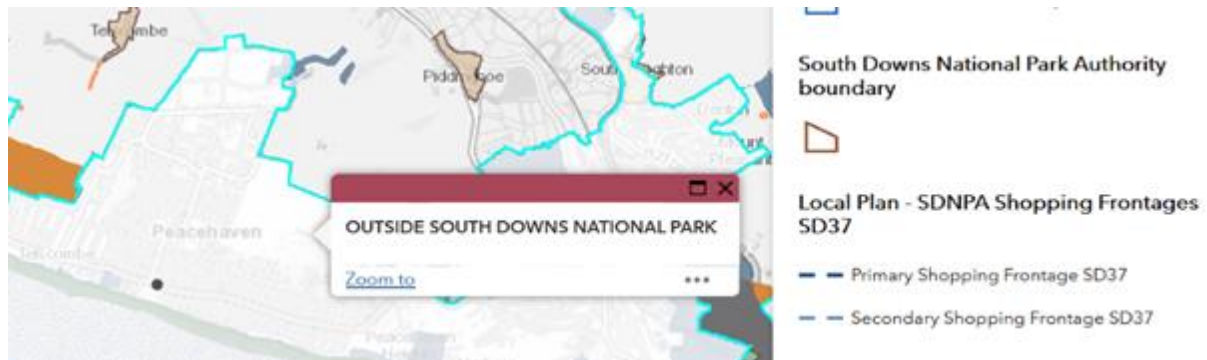 South Downs National Park Authority
boundary
Local Plan - SDNPA Shopping Frontages
SD37
Primary Shopping Frontage SD37
Secondary Shopping Frontage SD37
Peacehaven
OUTSIDE SOUTH DOWNS NATIONAL PARK
Zoom to